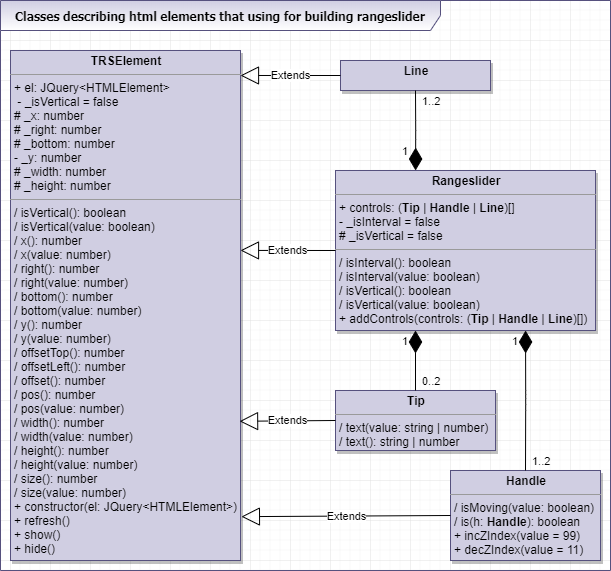 Classes describing html elements that using for building rangeslider
TRSElement
+ el: JQuery<HTMLElement>
- _isVertical = false
# _x: number
# _right: number
# _bottom: number
- _y: number
# _width: number
# _height: number
/ isVertical(): boolean
/ isVertical(value: boolean)
/ x(): number
/ x(value: number)
/ right(): number
/ right(value: number)
/ bottom(): number
/ bottom(value: number)
/ y(): number
/ y(value: number)
/ offsetTop(): number
/ offsetLeft(): number
/ offset(): number
/ pos(): number
/ pos(value: number)
/ width(): number
/ width(value: number)
/ height(): number
/ height(value: number)
/ size(): number
/ size(value: number)
+ constructor(el: JQuery<HTMLElement>)
+ refresh()
+ show()
+ hide()
Extends
Line
1..2
1
Rangeslider
+ controls: (Tip | Handle | Line)[]
- _isInterval = false
# _isVertical = false
/ isInterval(): boolean
/ isInterval(value: boolean)
/ isVertical(): boolean
/ isVertical(value: boolean)
+ addControls(controls: (Tip | Handle | Line)[])
Extends
1
1
0..2
Tip
/ text(value: string | number)
/ text(): string | number
Extends
1..2
Handle
/ isMoving(value: boolean)
/ is(h: Handle): boolean
+ incZIndex(value = 99)
+ decZIndex(value = 11)
Extends